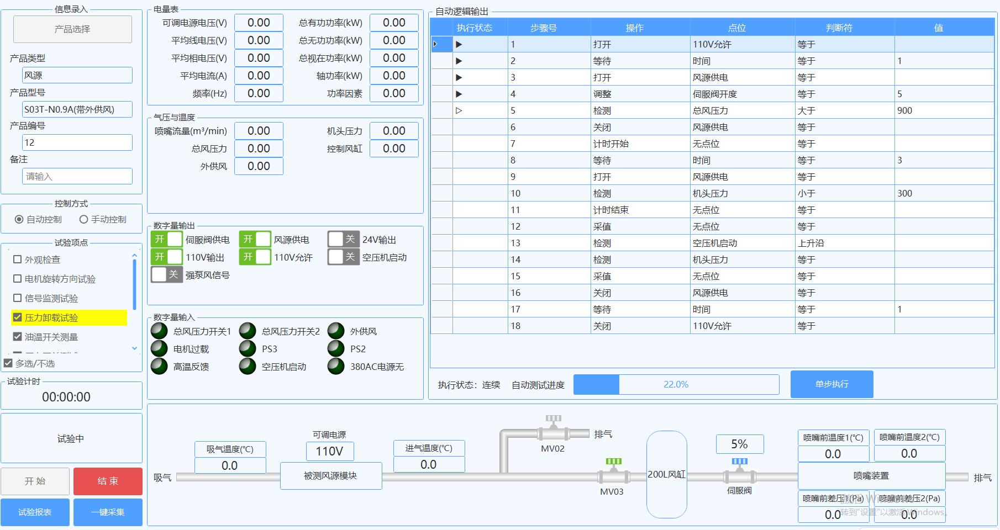 信息录入
产品选择
产品类型
风源
产品型号
S03T-N0.9A(带外供风)
产品编号
12
备注
请输入
控制方式
自动控制 手动控制
试验项点
外观检查
电机旋转方向试验
信号监测试验
压力卸载试验
油温开关测量
多选/不选
试验计时
00:00:00
试验中
开始 结束
试验报表 一键采集
电量表
可调电源电压(V) 0.00 总有功功率(kW) 0.00
平均线电压(V) 0.00 总无功功率(kW) 0.00
平均相电压(V) 0.00 总视在功率(kW) 0.00
平均电流(A) 0.00 轴功率(kW) 0.00
频率(Hz) 0.00 功率因素 0.00
气压与温度
喷嘴流量(m³/min) 0.00 机头压力 0.00
总风压力 0.00 控制风缸 0.00
外供风 0.00
数字量输出
开 伺服阀供电 开 风源供电 关 24V输出
开 110V输出 开 110V允许 关 空压机启动
关 强泵风信号
数字量输入
总风压力开关1 总风压力开关2 外供风
电机过载 PS3 PS2
高温反馈 空压机启动 380AC电源无
自动逻辑输出
执行状态 步骤号 操作 点位 判断符 值
1 打开 110V允许 等于
2 等待 时间 等于 1
3 打开 风源供电 等于
4 调整 伺服阀开度 等于 5
5 检测 总风压力 大于 900
6 关闭 风源供电 等于
7 计时开始 无点位 等于
8 等待 时间 等于 3
9 打开 风源供电 等于
10 检测 机头压力 小于 300
11 计时结束 无点位 等于
12 采值 无点位 等于
13 检测 空压机启动 上升沿
14 检测 机头压力 等于
15 采值 无点位 等于
16 关闭 风源供电 等于
17 等待 时间 等于 1
18 关闭 110V允许 等于
执行状态：连续 自动测试进度 22.0% 单步执行
吸气
吸气温度(℃)
0.0
可调电源
110V
被测风源模块
进气温度(℃)
0.0
MV02
排气
MV03
200L风缸
5%
伺服阀
喷嘴前温度1(℃) 喷嘴前温度2(℃)
0.0 0.0
喷嘴装置
排气
喷嘴前差压1(Pa) 喷嘴前差压2(Pa)
0.0 0.0
激活 Windows
转到"设置"以激活 Windows。